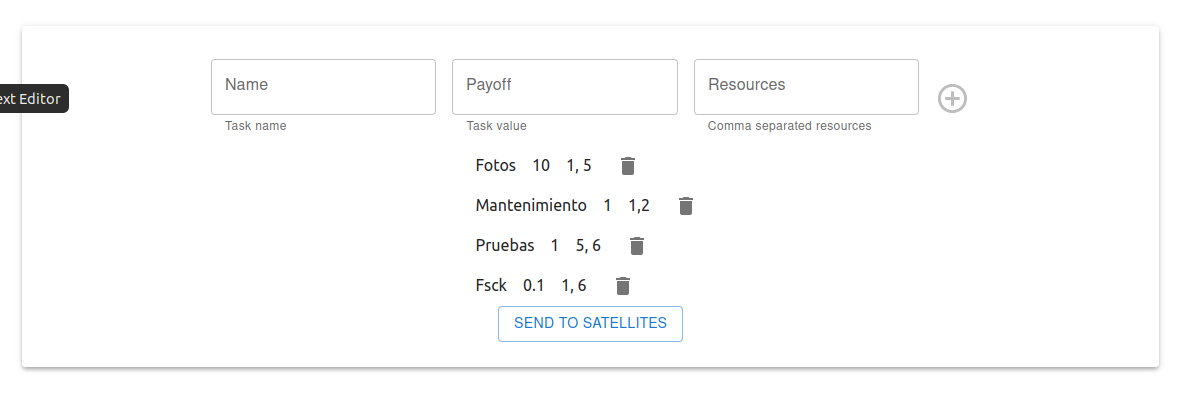 Name Payoff Resources
ext Editor
Task name Task value Comma separated resources
Fotos 10 1, 5
Mantenimiento 1 1,2
Pruebas 1 5, 6
Fsck 0.1 1, 6
SEND TO SATELLITES